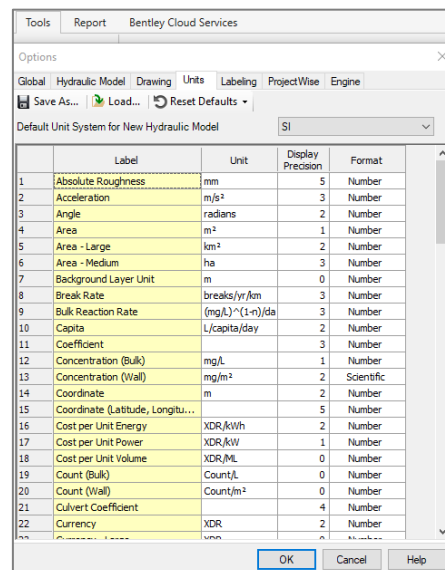 Tools Report Bentley Cloud Services
Options
Global Hydraulic Model Drawing Units Labeling ProjectWise Engine
Save As... Load... Reset Defaults
Default Unit System for New Hydraulic Model SI
Label Unit Display Precision Format
1 Absolute Roughness mm 5 Number
2 Acceleration m/s² 3 Number
3 Angle radians 2 Number
4 Area m² 1 Number
5 Area - Large km² 2 Number
6 Area - Medium ha 3 Number
7 Background Layer Unit m 0 Number
8 Break Rate breaks/yr/km 3 Number
9 Bulk Reaction Rate (mg/L)^(1-n)/da 3 Number
10 Capita L/capita/day 2 Number
11 Coefficient 3 Number
12 Concentration (Bulk) mg/L 1 Number
13 Concentration (Wall) mg/m² 2 Scientific
14 Coordinate m 2 Number
15 Coordinate (Latitude, Longitu... 5 Number
16 Cost per Unit Energy XDR/kWh 2 Number
17 Cost per Unit Power XDR/kW 1 Number
18 Cost per Unit Volume XDR/ML 0 Number
19 Count (Bulk) Count/L 0 Number
20 Count (Wall) Count/m² 0 Number
21 Culvert Coefficient 4 Number
22 Currency XDR 2 Number
OK Cancel Help